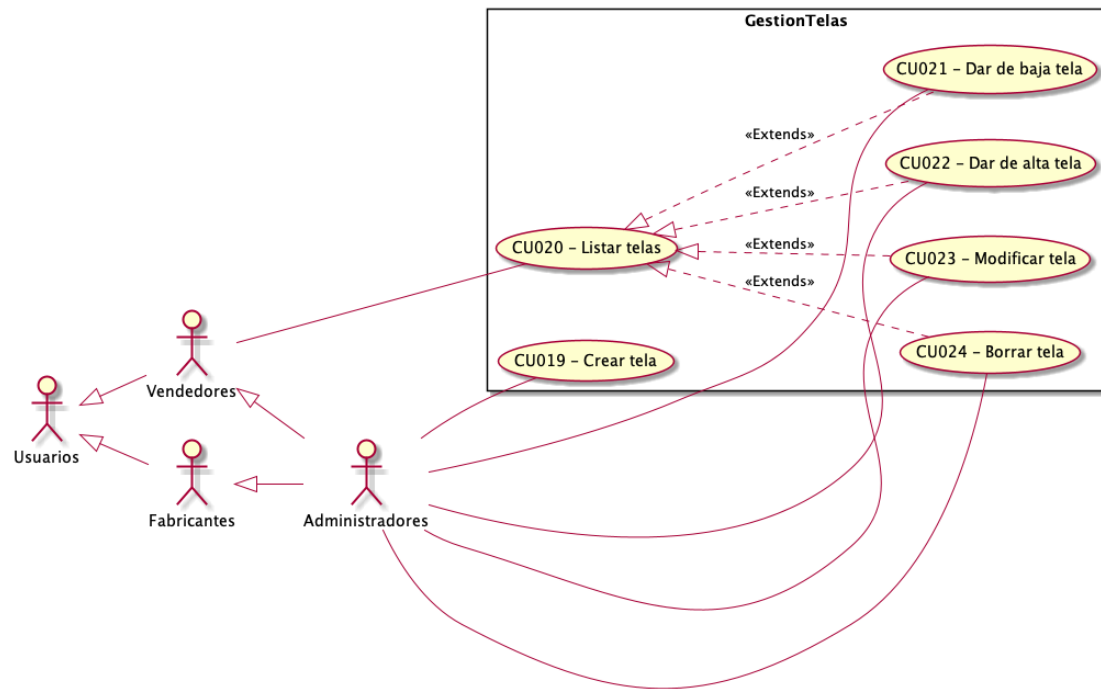 GestionTelas
CU021 – Dar de baja tela
«Extends»
CU022 – Dar de alta tela
«Extends»
CU020 – Listar telas
«Extends»
CU023 – Modificar tela
«Extends»
CU024 – Borrar tela
CU019 – Crear tela
Vendedores
Usuarios
Fabricantes
Administradores